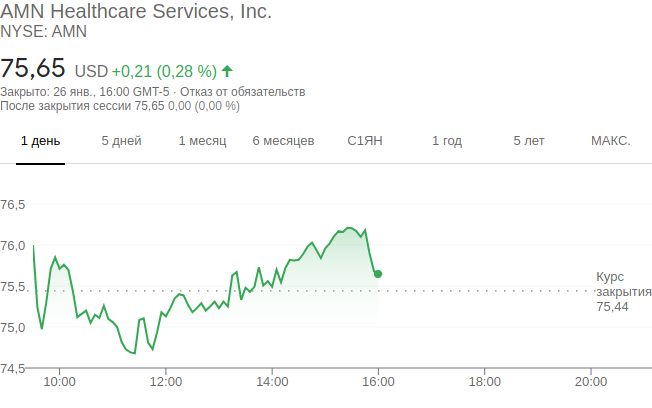 AMN Healthcare Services, Inc.
NYSE: AMN
75,65 USD +0,21 (0,28 %)
Закрыто: 26 янв., 16:00 GMT-5 · Отказ от обязательств
После закрытия сессии 75,65 0,00 (0,00 %)
1 день 5 дней 1 месяц 6 месяцев С1ЯН 1 год 5 лет МАКС.
76,5
76,0
75,5
75,0
74,5
Курс
закрытия
75,44
10:00 12:00 14:00 16:00 18:00 20:00